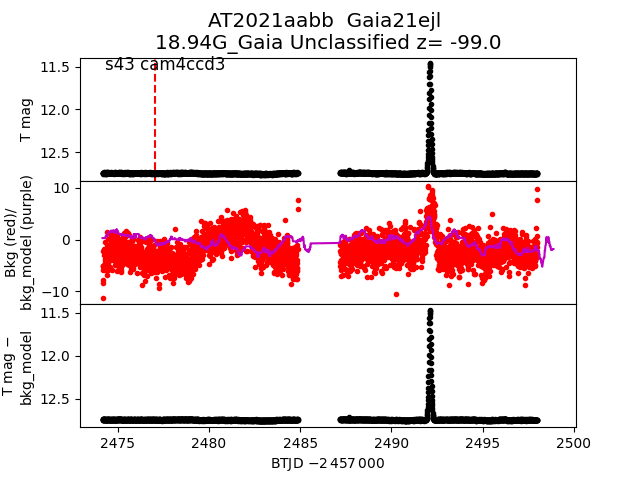 AT2021aabb  Gaia21ejl
18.94G_Gaia Unclassified z= -99.0
s43 cam4ccd3
11.5
12.0
12.5
T mag
10
0
−10
Bkg (red)/
bkg_model (purple)
11.5
12.0
12.5
T mag −
bkg_model
2475 2480 2485 2490 2495 2500
BTJD −2 457 000